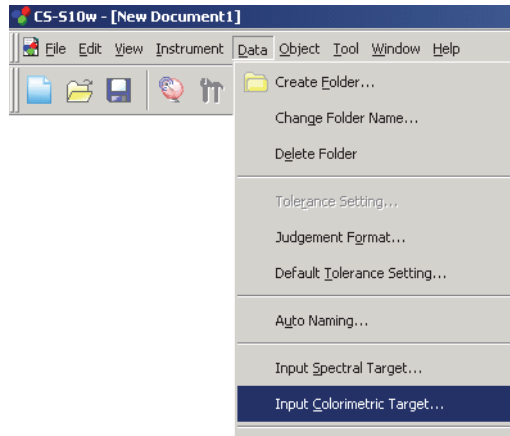 CS-S10w - [New Document1]
File Edit View Instrument Data Object Tool Window Help
Create Folder...
Change Folder Name...
Delete Folder
Tolerance Setting...
Judgement Format...
Default Tolerance Setting...
Auto Naming...
Input Spectral Target...
Input Colorimetric Target...